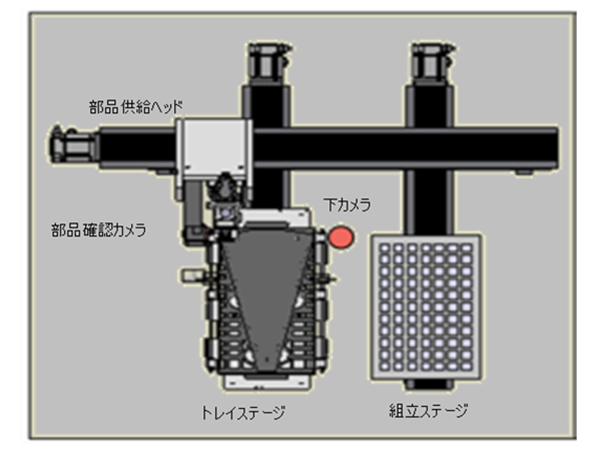 部品供給ヘッド
下カメラ
部品確認カメラ
トレイステージ
組立ステージ